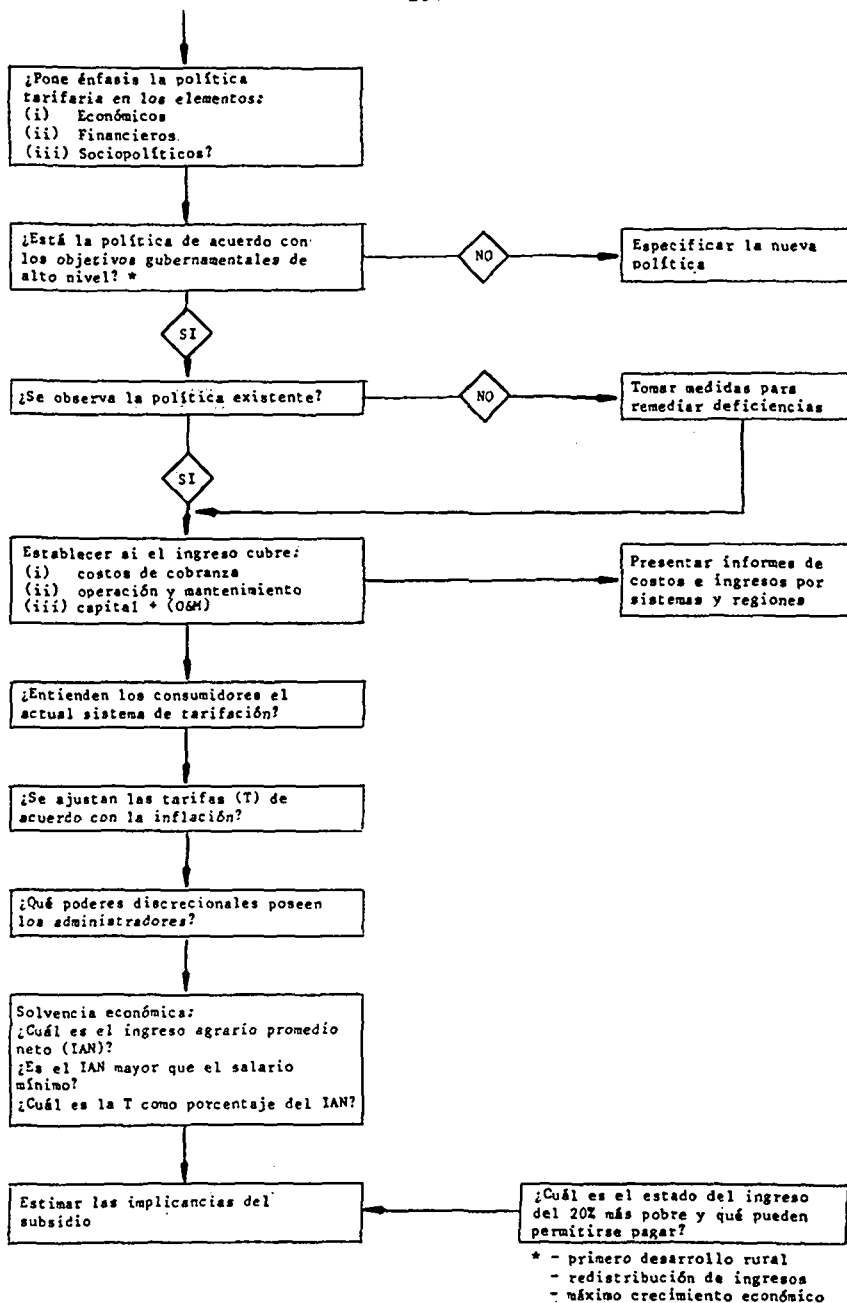 ¿Pone énfasis la política
tarifaria en los elementos:
(i) Económicos
(ii) Financieros.
(iii) Sociopolíticos?
¿Está la política de acuerdo con
los objetivos gubernamentales de
alto nivel? *
NO
Especificar la nueva
política
SI
¿Se observa la política existente?
NO
Tomar medidas para
remediar deficiencias
SI
Establecer si el ingreso cubre:
(i) costos de cobranza
(ii) operación y mantenimiento
(iii) capital + (O&M)
Presentar informes de
costos e ingresos por
sistemas y regiones
¿Entienden los consumidores el
actual sistema de tarifación?
¿Se ajustan las tarifas (T) de
acuerdo con la inflación?
¿Qué poderes discrecionales poseen
los administradores?
Solvencia económica:
¿Cuál es el ingreso agrario promedio
neto (IAN)?
¿Es el IAN mayor que el salario
mínimo?
¿Cuál es la T como porcentaje del IAN?
Estimar las implicancias del
subsidio
¿Cuál es el estado del ingreso
del 20% más pobre y qué pueden
permitirse pagar?
* - primero desarrollo rural
- redistribución de ingresos
- máximo crecimiento económico